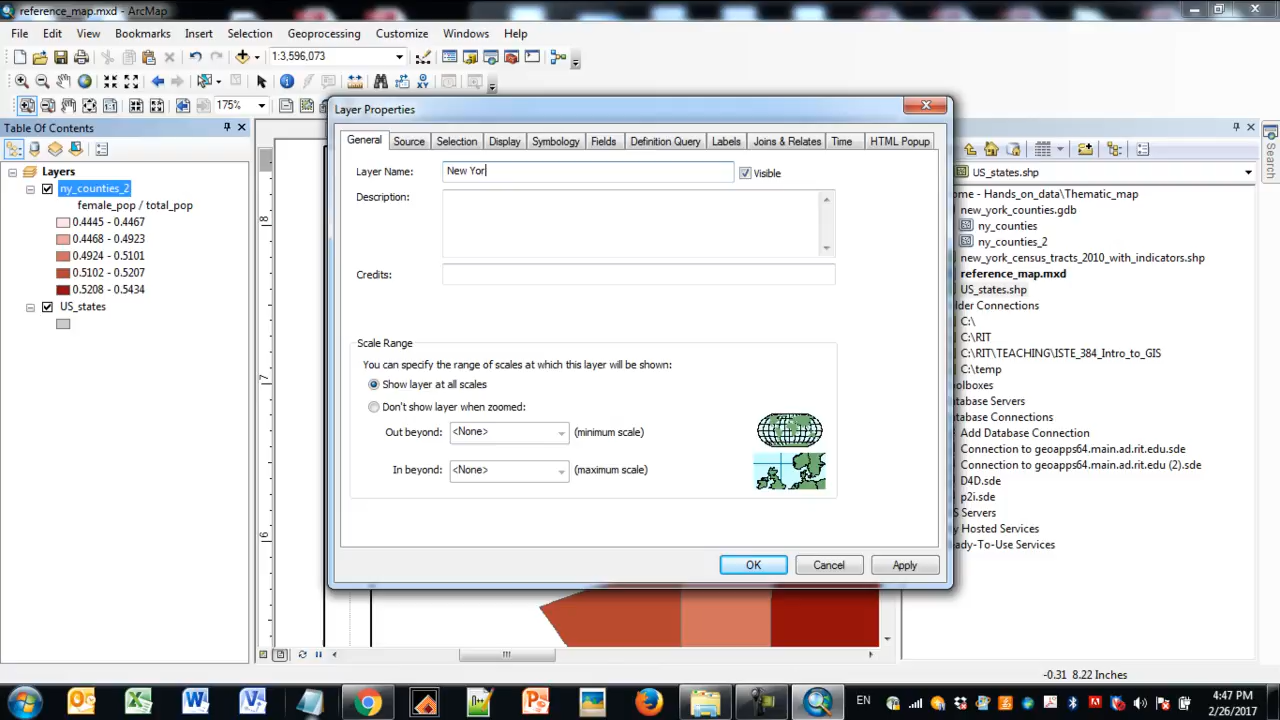 reference_map.mxd - ArcMap
File Edit View Bookmarks Insert Selection Geoprocessing Customize Windows Help
1:3,596,073
175%
Table Of Contents
Layers
ny_counties_2
female_pop / total_pop
0.4445 - 0.4467
0.4468 - 0.4923
0.4924 - 0.5101
0.5102 - 0.5207
0.5208 - 0.5434
US_states
8
7
6
Layer Properties
General Source Selection Display Symbology Fields Definition Query Labels Joins & Relates Time HTML Popup
Layer Name: New Yor
Visible
Description:
Credits:
Scale Range
You can specify the range of scales at which this layer will be shown:
Show layer at all scales
Don't show layer when zoomed:
Out beyond: <None> (minimum scale)
In beyond: <None> (maximum scale)
OK Cancel Apply
Search
US_states.shp
ome - Hands_on_data\Thematic_map
new_york_counties.gdb
ny_counties
ny_counties_2
new_york_census_tracts_2010_with_indicators.shp
reference_map.mxd
US_states.shp
lder Connections
C:\
C:\RIT
C:\RIT\TEACHING\ISTE_384_Intro_to_GIS
C:\temp
oolboxes
atabase Servers
atabase Connections
Add Database Connection
Connection to geoapps64.main.ad.rit.edu.sde
Connection to geoapps64.main.ad.rit.edu (2).sde
D4D.sde
p2i.sde
S Servers
y Hosted Services
eady-To-Use Services
-0.31 8.22 Inches
EN
4:47 PM
2/26/2017